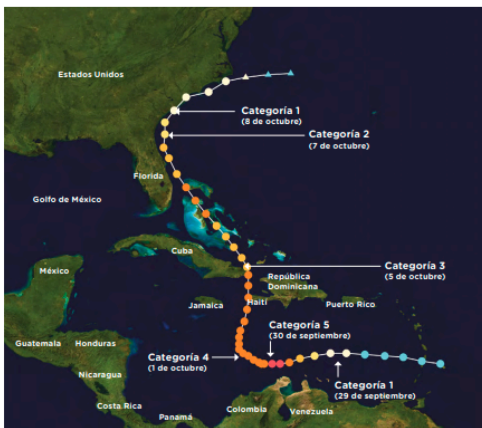 Estados Unidos
Categoría 1
(8 de octubre)
Categoría 2
(7 de octubre)
Florida
Golfo de México
Cuba
Categoría 3
(5 de octubre)
México
República
Dominicana
Haití
Jamaica
Puerto Rico
Categoría 5
(30 de septiembre)
Guatemala
Honduras
Categoría 4
(1 de octubre)
Nicaragua
Categoría 1
(29 de septiembre)
Costa Rica
Colombia
Venezuela
Panamá